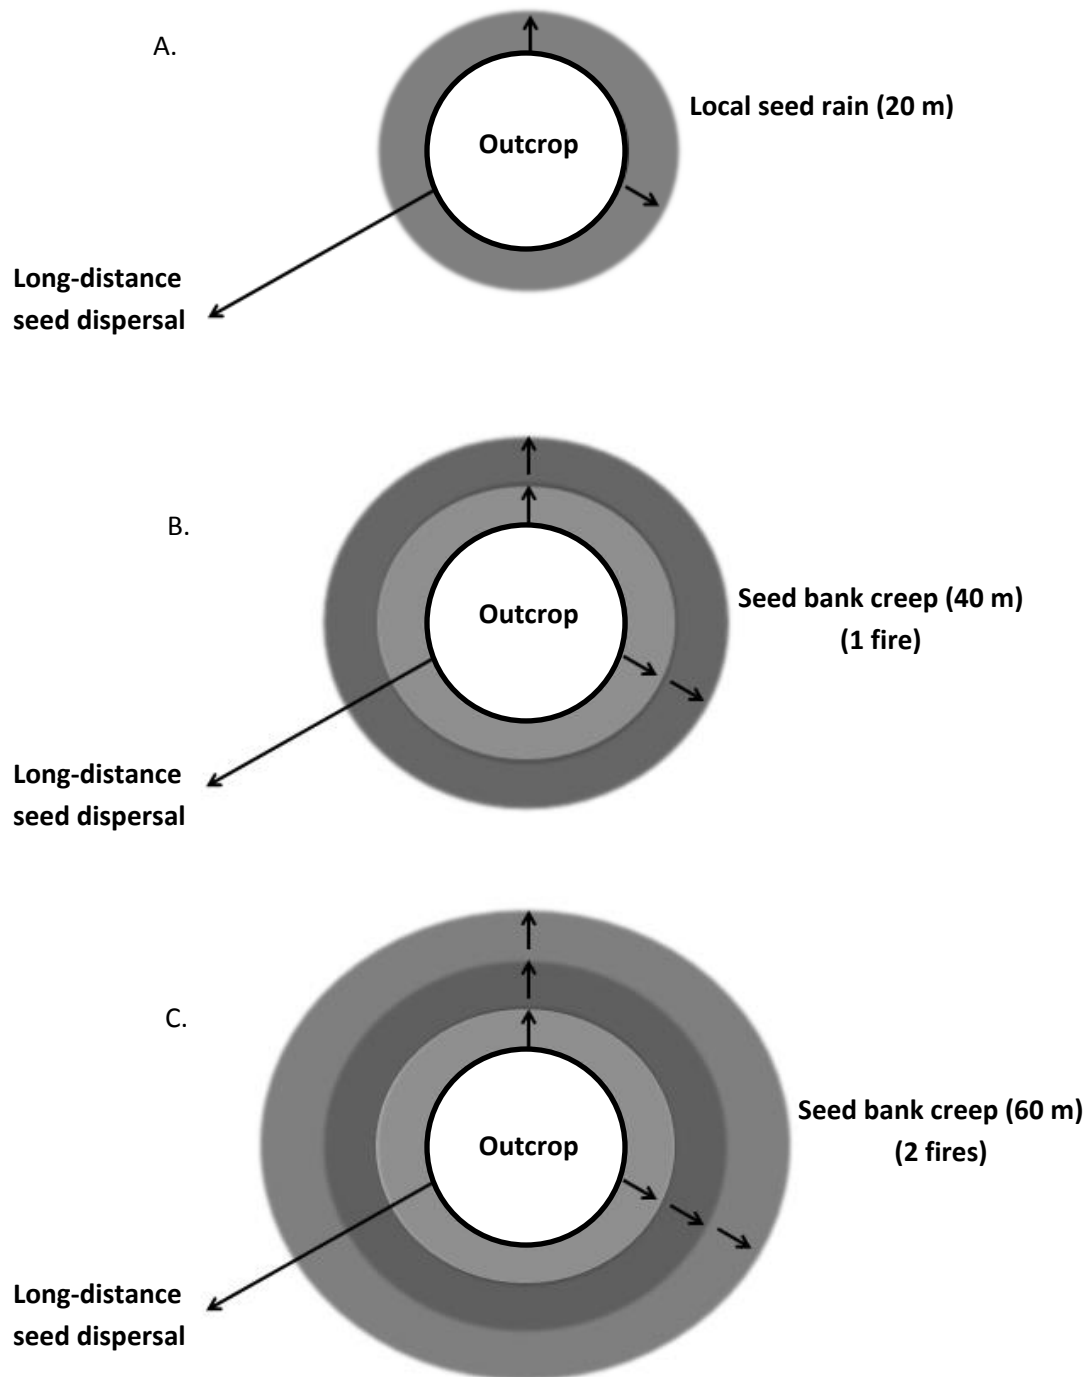 A.
Local seed rain (20 m)
Outcrop
Long-distance
seed dispersal
B.
Outcrop
Seed bank creep (40 m)
(1 fire)
Long-distance
seed dispersal
C.
Seed bank creep (60 m)
(2 fires)
Outcrop
Long-distance
seed dispersal